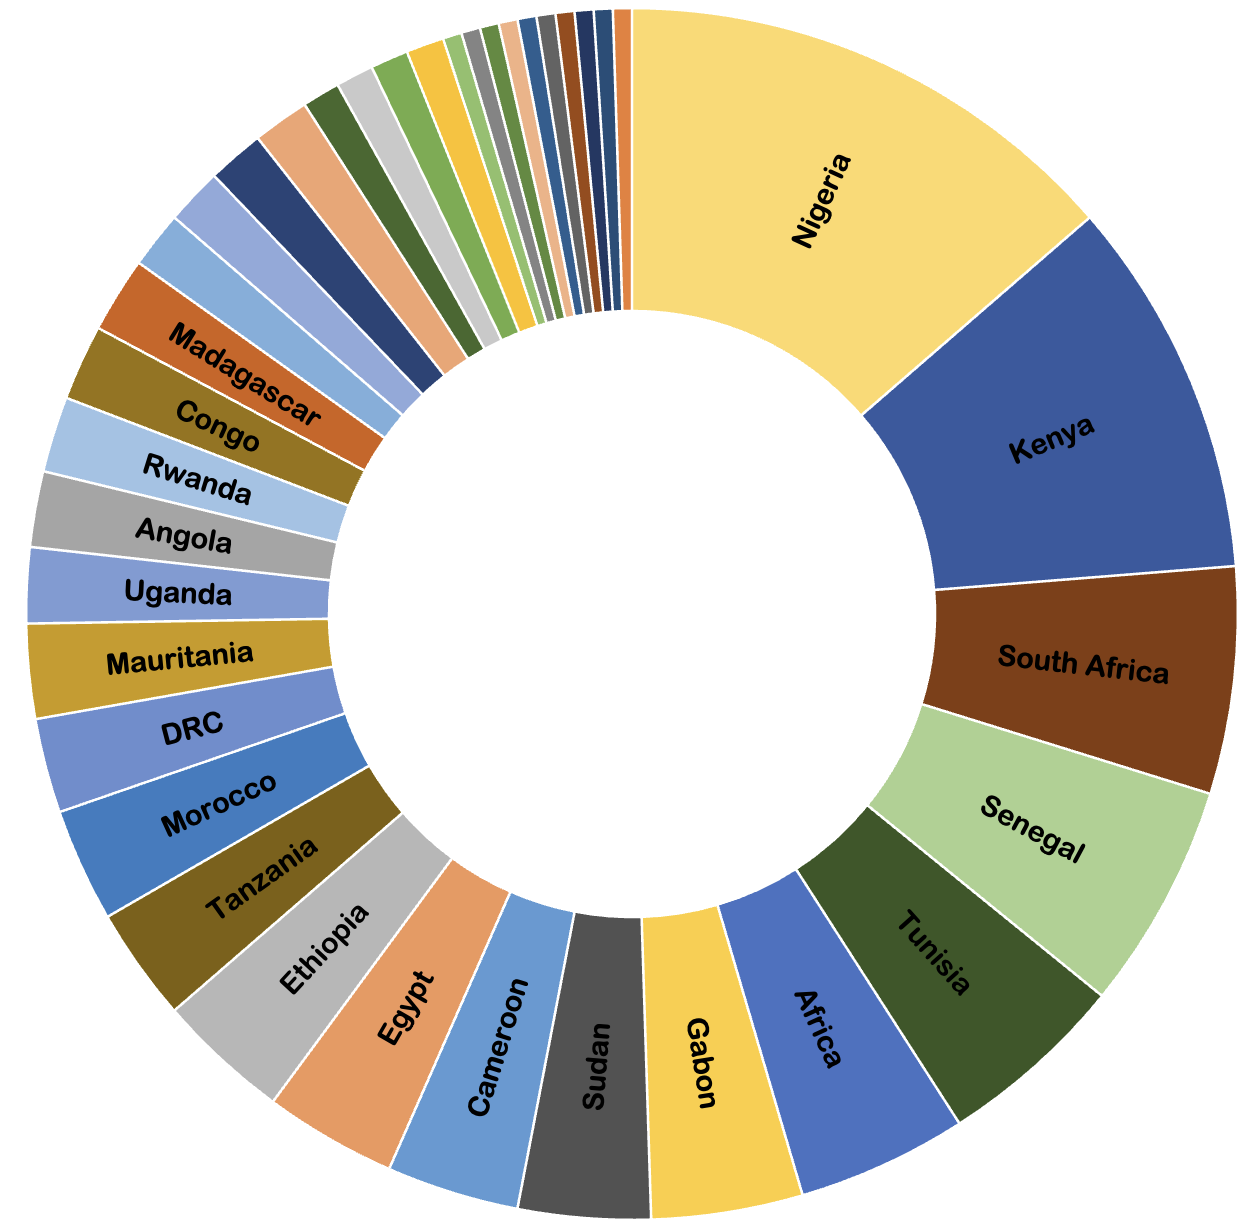 Nigeria
Kenya
South Africa
Senegal
Tunisia
Africa
Gabon
Sudan
Cameroon
Egypt
Ethiopia
Tanzania
Morocco
DRC
Mauritania
Uganda
Angola
Rwanda
Congo
Madagascar